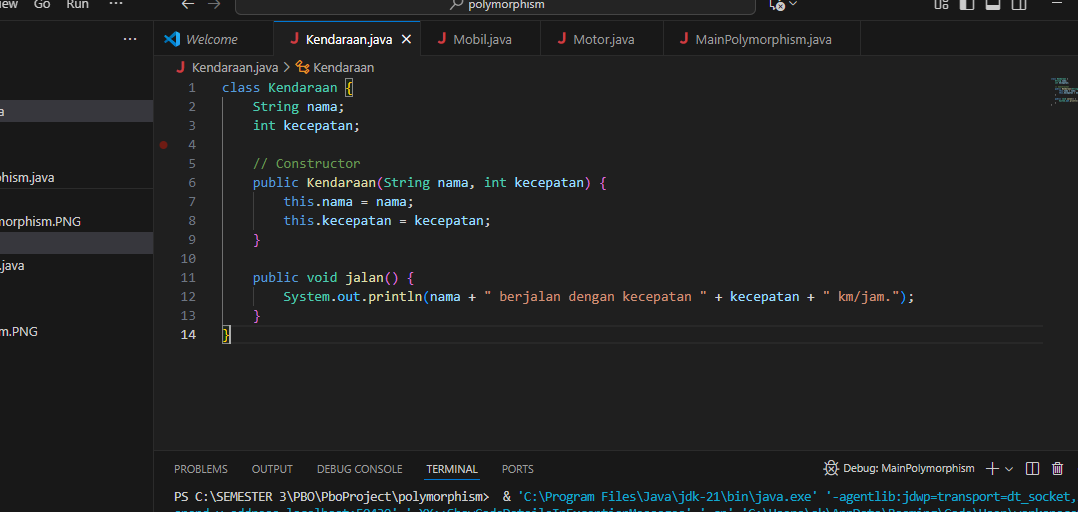 Go Run ···
polymorphism
···
Welcome
J Kendaraan.java ×
J Mobil.java
J Motor.java
J MainPolymorphism.java
J Kendaraan.java > Kendaraan
1 class Kendaraan {
2 String nama;
3 int kecepatan;
4
5 // Constructor
6 public Kendaraan(String nama, int kecepatan) {
7 this.nama = nama;
8 this.kecepatan = kecepatan;
9 }
10
11 public void jalan() {
12 System.out.println(nama + " berjalan dengan kecepatan " + kecepatan + " km/jam.");
13 }
14 }
hism.java
morphism.PNG
.java
m.PNG
PROBLEMS OUTPUT DEBUG CONSOLE TERMINAL PORTS
Debug: MainPolymorphism
PS C:\SEMESTER 3\PBO\PboProject\polymorphism> & 'C:\Program Files\Java\jdk-21\bin\java.exe' '-agentlib:jdwp=transport=dt_socket,